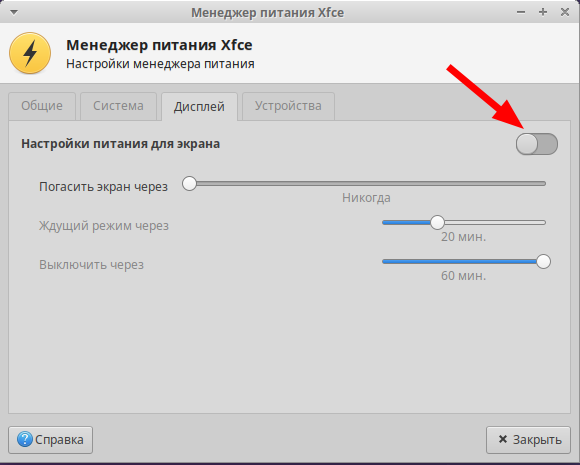 Менеджер питания Xfce
Менеджер питания Xfce
Настройки менеджера питания
Общие Система Дисплей Устройства
Настройки питания для экрана
Погасить экран через
Никогда
Ждущий режим через
20 мин.
Выключить через
60 мин.
? Справка × Закрыть